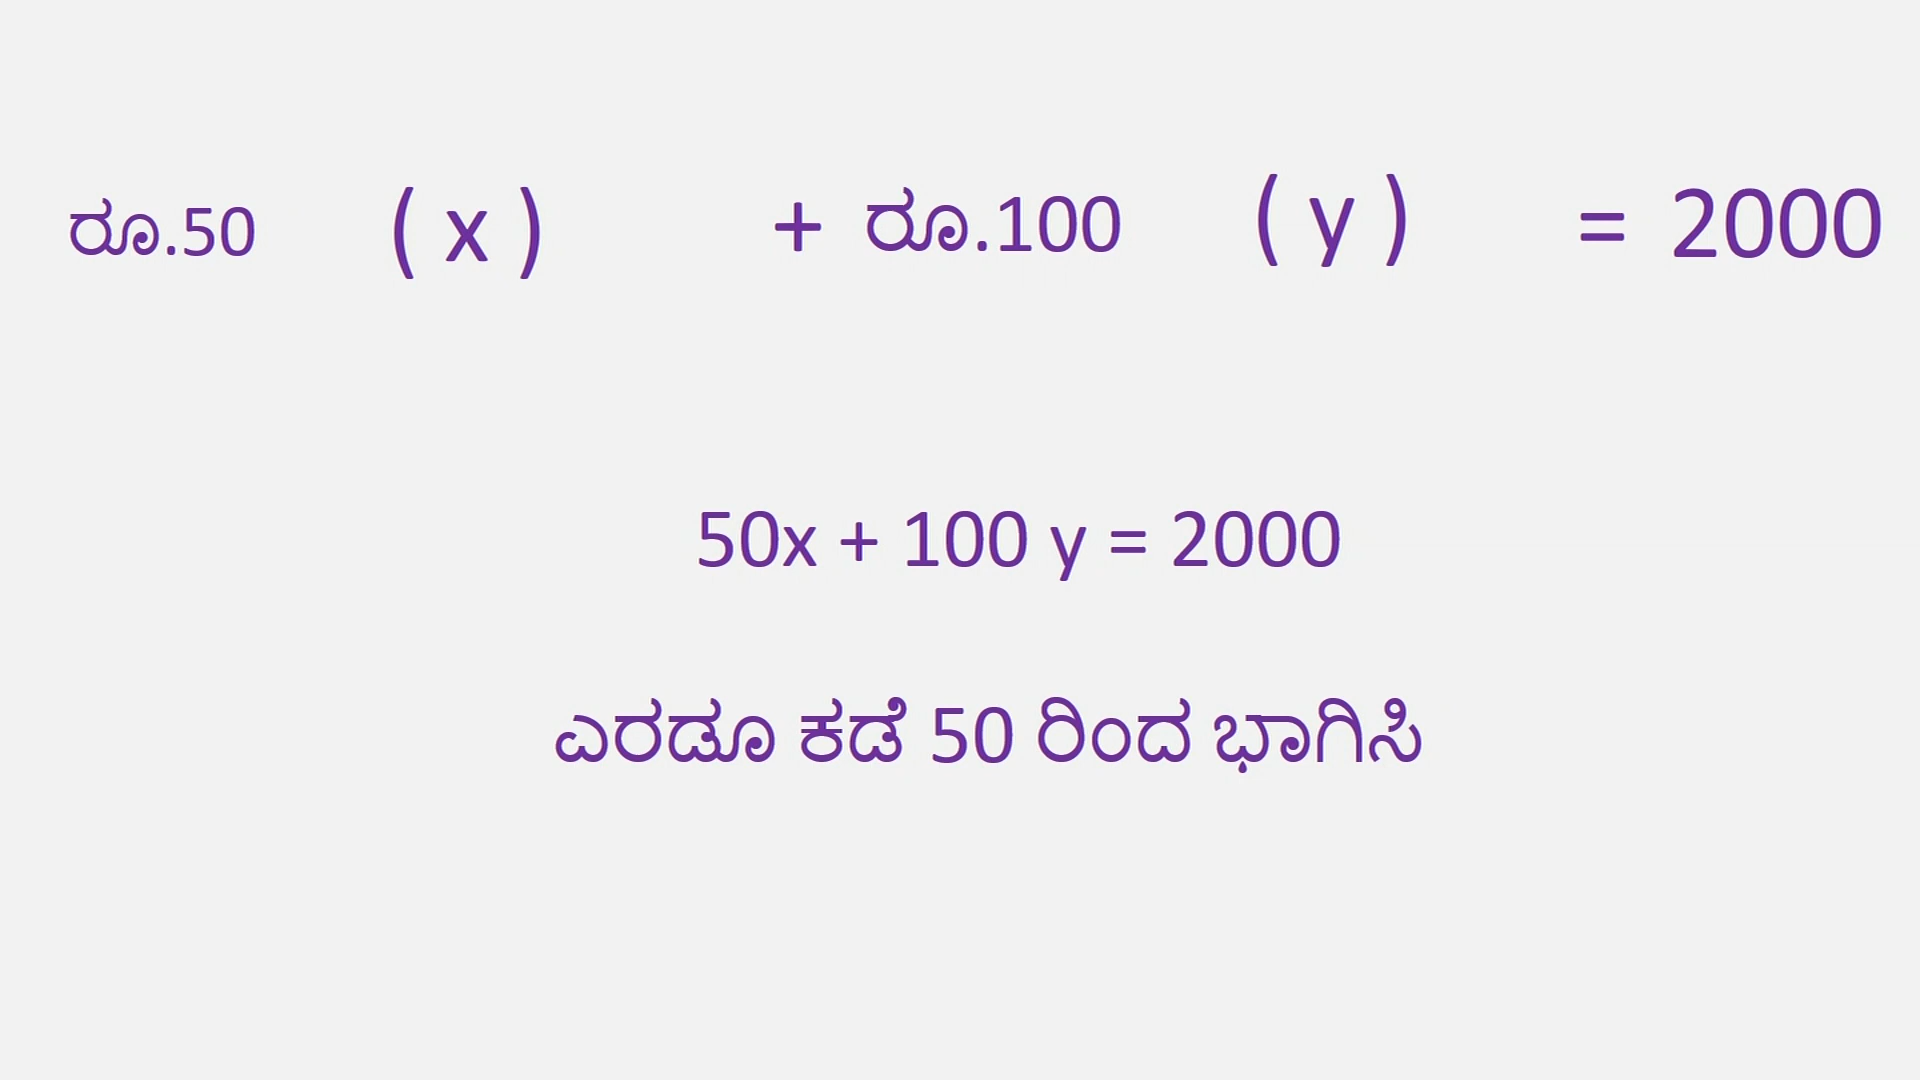 ರೂ.50 ( x ) + ರೂ.100 ( y ) = 2000
50x + 100 y = 2000
ಎರಡೂ ಕಡೆ 50 ರಿಂದ ಭಾಗಿಸಿ